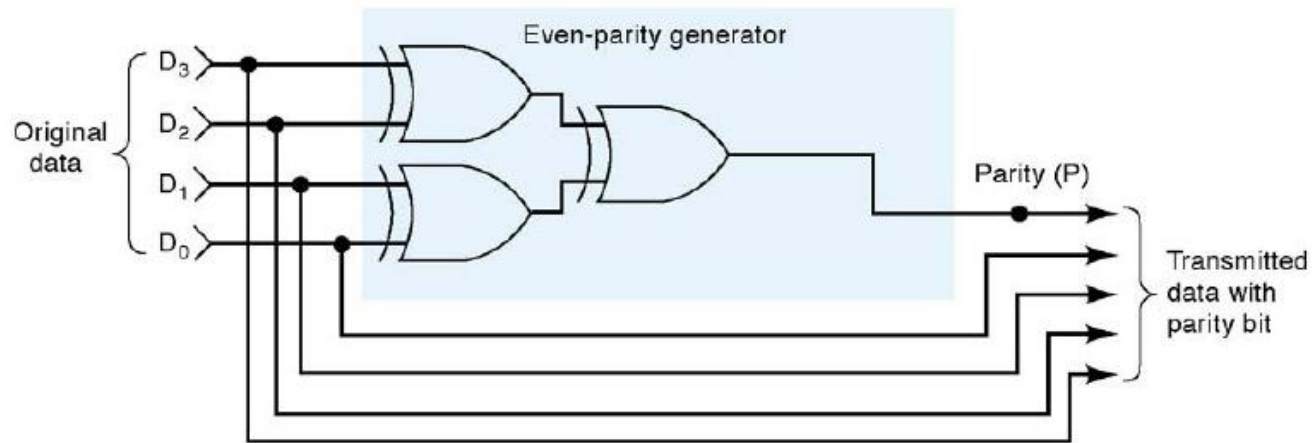 Even-parity generator
Original
data
D₃
D₂
D₁
D₀
Parity (P)
Transmitted
data with
parity bit